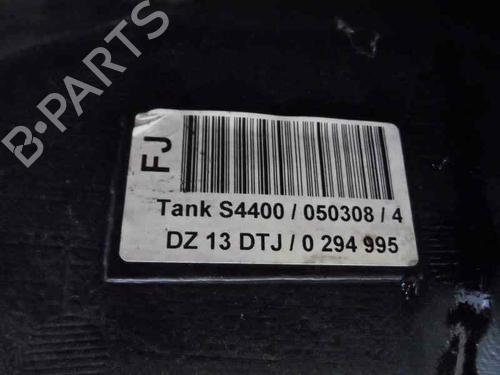 B-PARTS
FJ
Tank S4400 / 050308 / 4
DZ 13 DTJ / 0 294 995